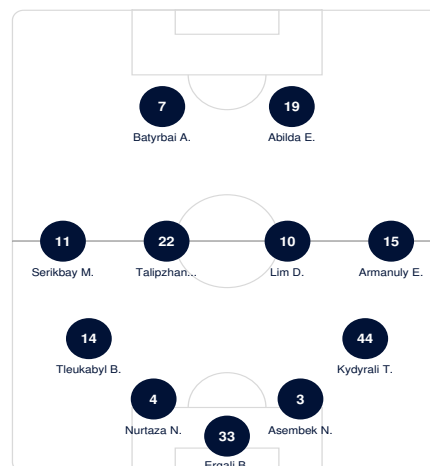 7
19
Batyrbai A.
Abilda E.
11
22
10
15
Serikbay M.
Talipzhan...
Lim D.
Armanuly E.
14
44
Tleukabyl B.
Kydyrali T.
4
3
Nurtaza N.
Asembek N.
33
Ergali B.